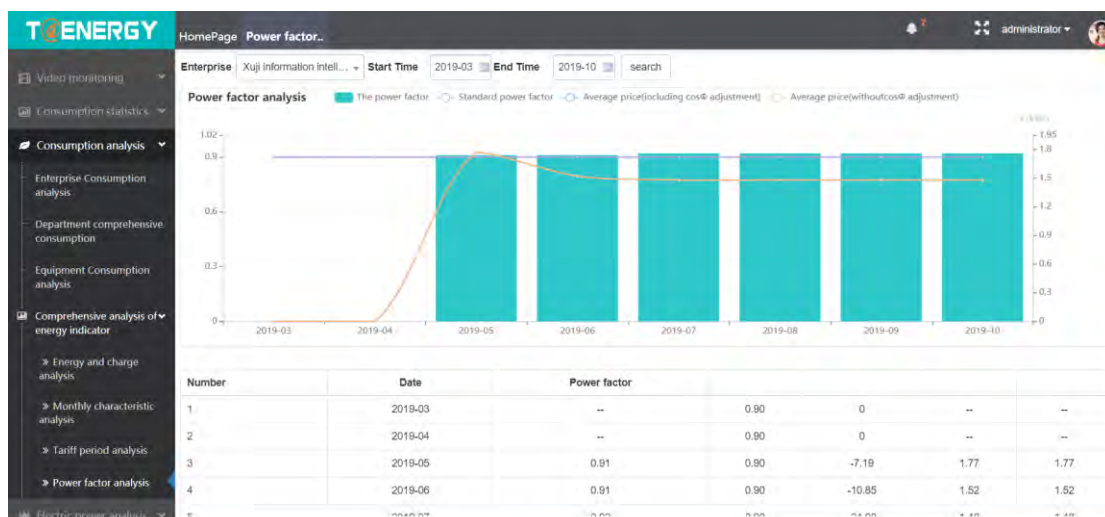 T@ENERGY
HomePage Power factor..
2
administrator
Enterprise Xuji information intell... Start Time 2019-03 End Time 2019-10 search
Video monitoring
Consumption statistics
Consumption analysis
Enterprise Consumption
analysis
Department comprehensive
consumption
Equipment Consumption
analysis
Comprehensive analysis of
energy indicator
» Energy and charge
analysis
» Monthly characteristic
analysis
» Tariff period analysis
» Power factor analysis
Electric power analysis
Power factor analysis The power factor Standard power factor Average price(including cosΦ adjustment) Average price(withoutcosΦ adjustment)
1.02 1.95
0.9 1.8
1.5
0.6 1.2
0.9
0.3 0.6
0.3
0 0
2019-03 2019-04 2019-05 2019-06 2019-07 2019-08 2019-09 2019-10
Number Date Power factor
1 2019-03 -- 0.90 0 -- --
2 2019-04 -- 0.90 0 -- --
3 2019-05 0.91 0.90 -7.19 1.77 1.77
4 2019-06 0.91 0.90 -10.85 1.52 1.52